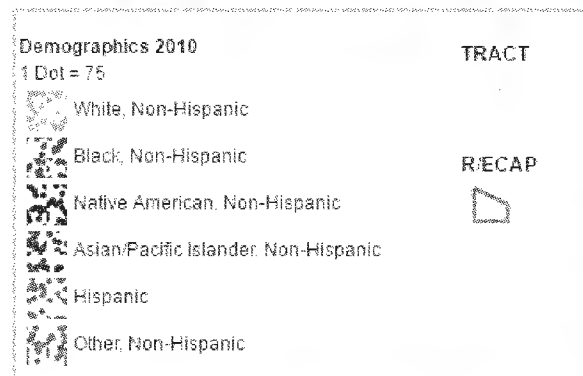 Demographics 2010
1 Dot = 75
White, Non-Hispanic
Black, Non-Hispanic
Native American, Non-Hispanic
Asian/Pacific Islander, Non-Hispanic
Hispanic
Other, Non-Hispanic
TRACT
R/ECAP